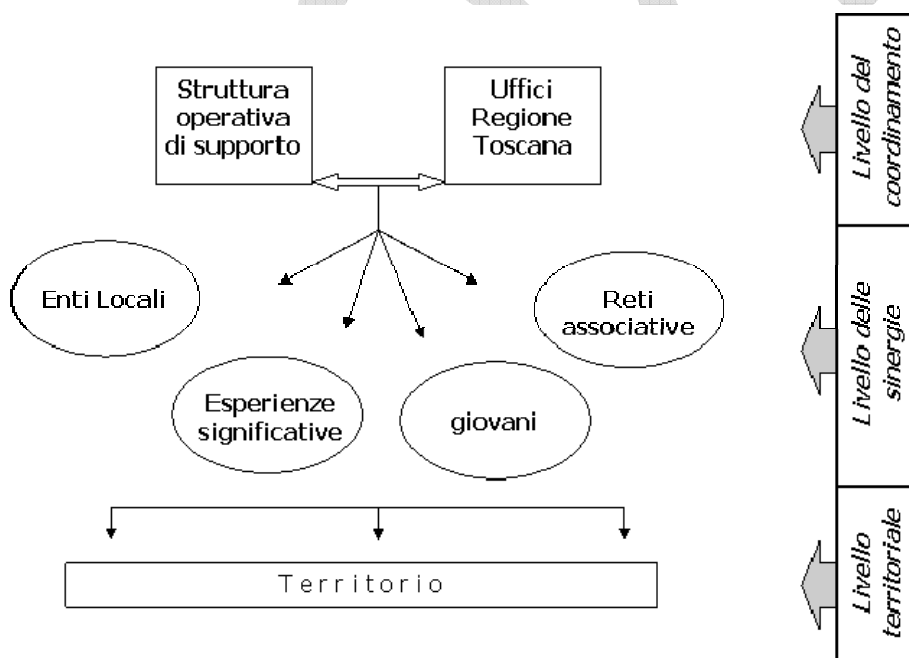 Struttura
operativa
di supporto
Uffici
Regione
Toscana
Livello del
coordinamento
Enti Locali
Reti
associative
Esperienze
significative
giovani
Livello delle
sinergie
Territorio
Livello
territoriale